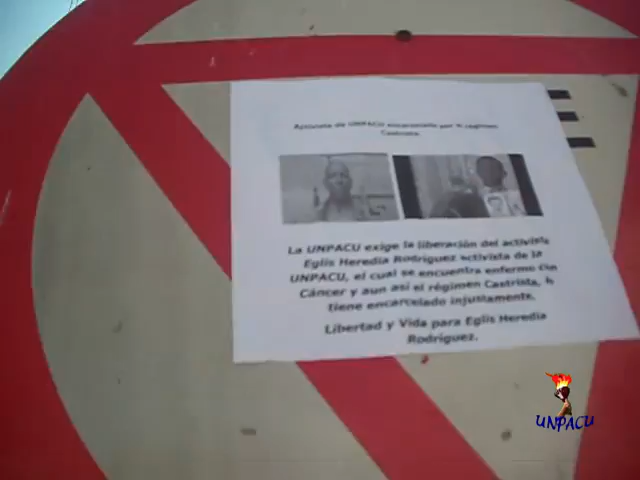 Activista de UNPACU encarcelado por el régimen
Castrista.
La UNPACU exige la liberación del activista
Eglis Heredia Rodríguez activista de la
UNPACU, el cual se encuentra enfermo con
Cáncer y aun así el régimen Castrista, lo
tiene encarcelado injustamente.
Libertad y Vida para Eglis Heredia
Rodríguez.
UNPACU